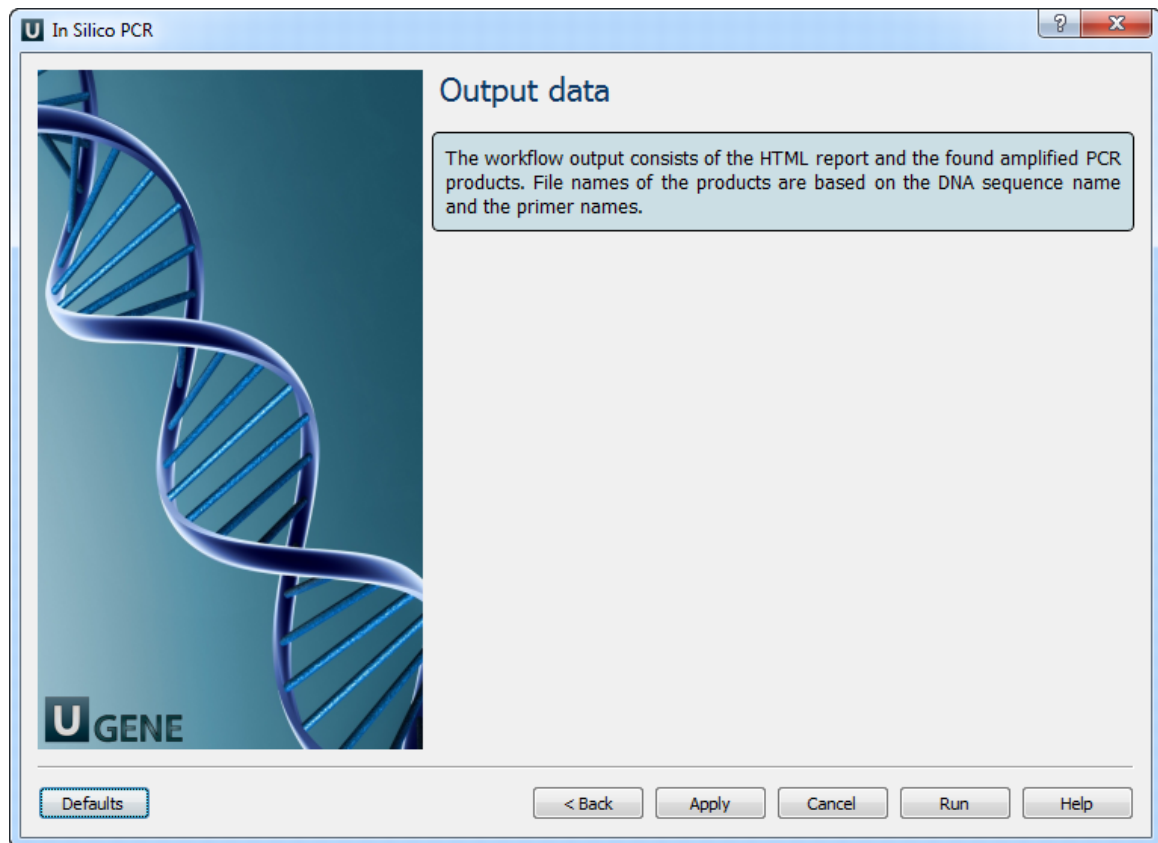 U In Silico PCR
Output data
The workflow output consists of the HTML report and the found amplified PCR
products. File names of the products are based on the DNA sequence name
and the primer names.
U GENE
Defaults
< Back
Apply
Cancel
Run
Help